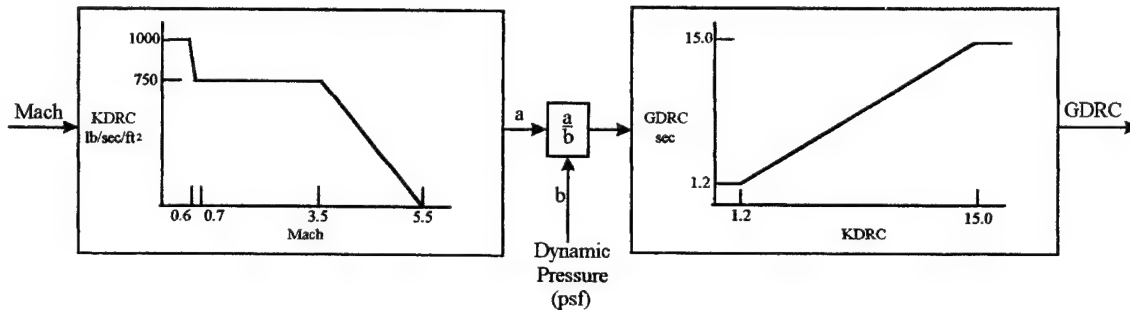 Mach
KDRC
lb/sec/ft²
1000
750
0.6
0.7
3.5
5.5
Mach
a
a
b
b
Dynamic
Pressure
(psf)
GDRC
sec
15.0
1.2
1.2
15.0
KDRC
GDRC